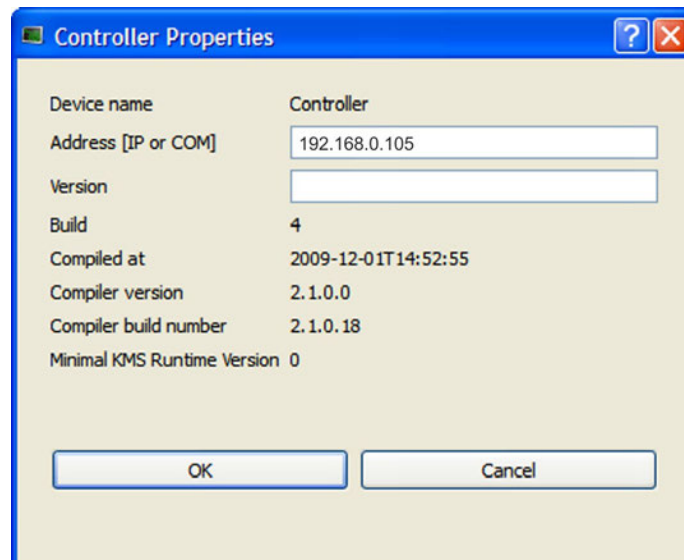 Controller Properties
Device name Controller
Address [IP or COM] 192.168.0.105
Version
Build 4
Compiled at 2009-12-01T14:52:55
Compiler version 2.1.0.0
Compiler build number 2.1.0.18
Minimal KMS Runtime Version 0
OK Cancel